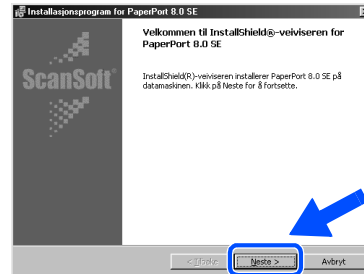 Installasjonsprogram for PaperPort 8.0 SE
Velkommen til InstallShield®-veiviseren for
PaperPort 8.0 SE
ScanSoft®
InstallShield(R)-veiviseren installerer PaperPort 8.0 SE på
datamaskinen. Klikk på Neste for å fortsette.
< Tilbake Neste > Avbryt